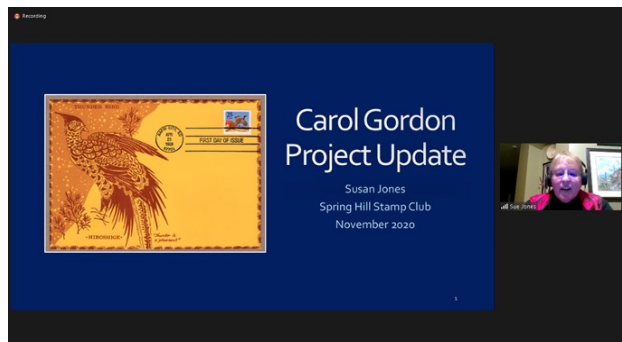 Recording
FIRST DAY OF ISSUE
-HIROSHIGE-
Carol Gordon
Project Update
Susan Jones
Spring Hill Stamp Club
November 2020
Sue Jones